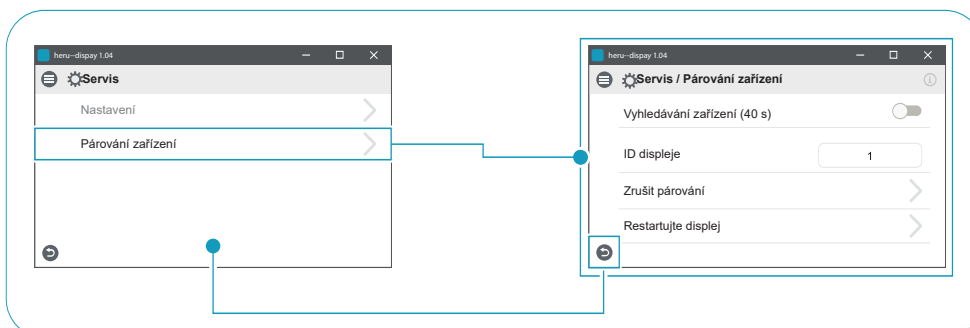 heru--dispay 1.04
Servis
Nastavení
Párování zařízení
heru--dispay 1.04
Servis / Párování zařízení
Vyhledávání zařízení (40 s)
ID displeje
1
Zrušit párování
Restartujte displej